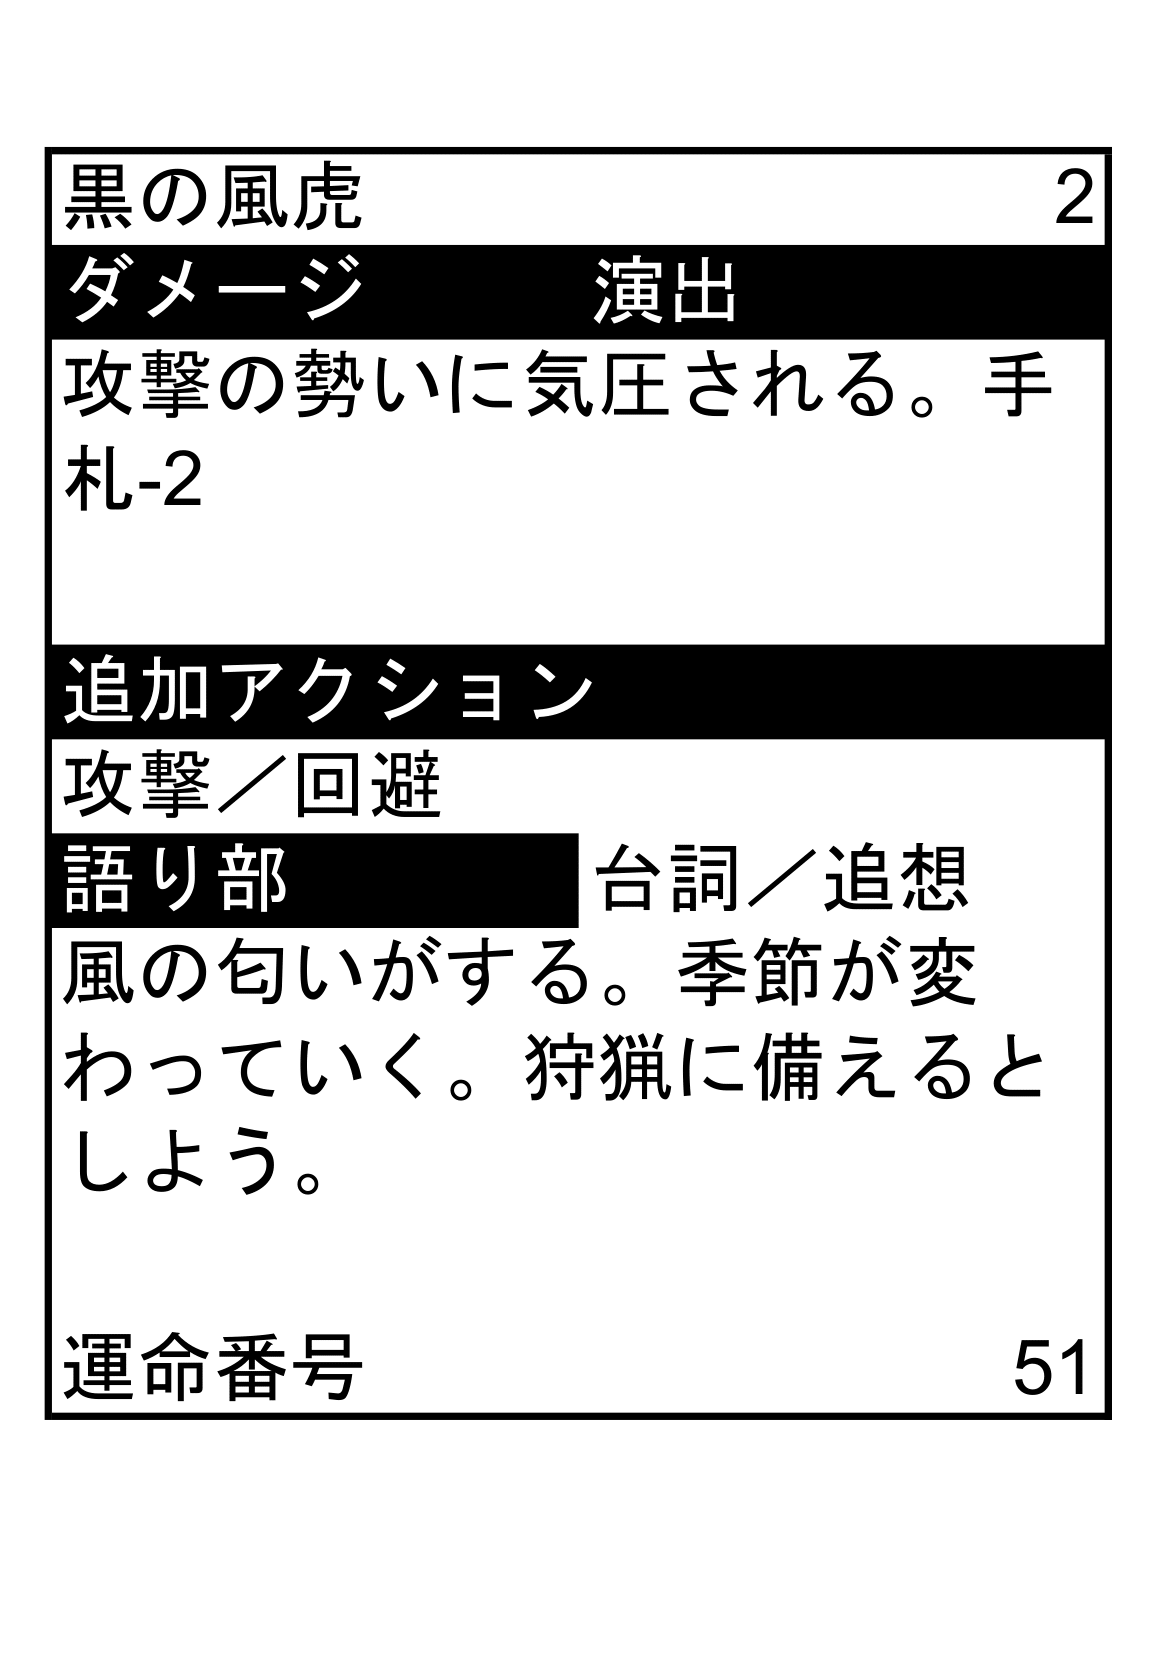 黒の風虎 2
ダメージ 演出
攻撃の勢いに気圧される。手
札-2
追加アクション
攻撃／回避
語り部 台詞／追想
風の匂いがする。季節が変
わっていく。狩猟に備えると
しよう。
運命番号 51